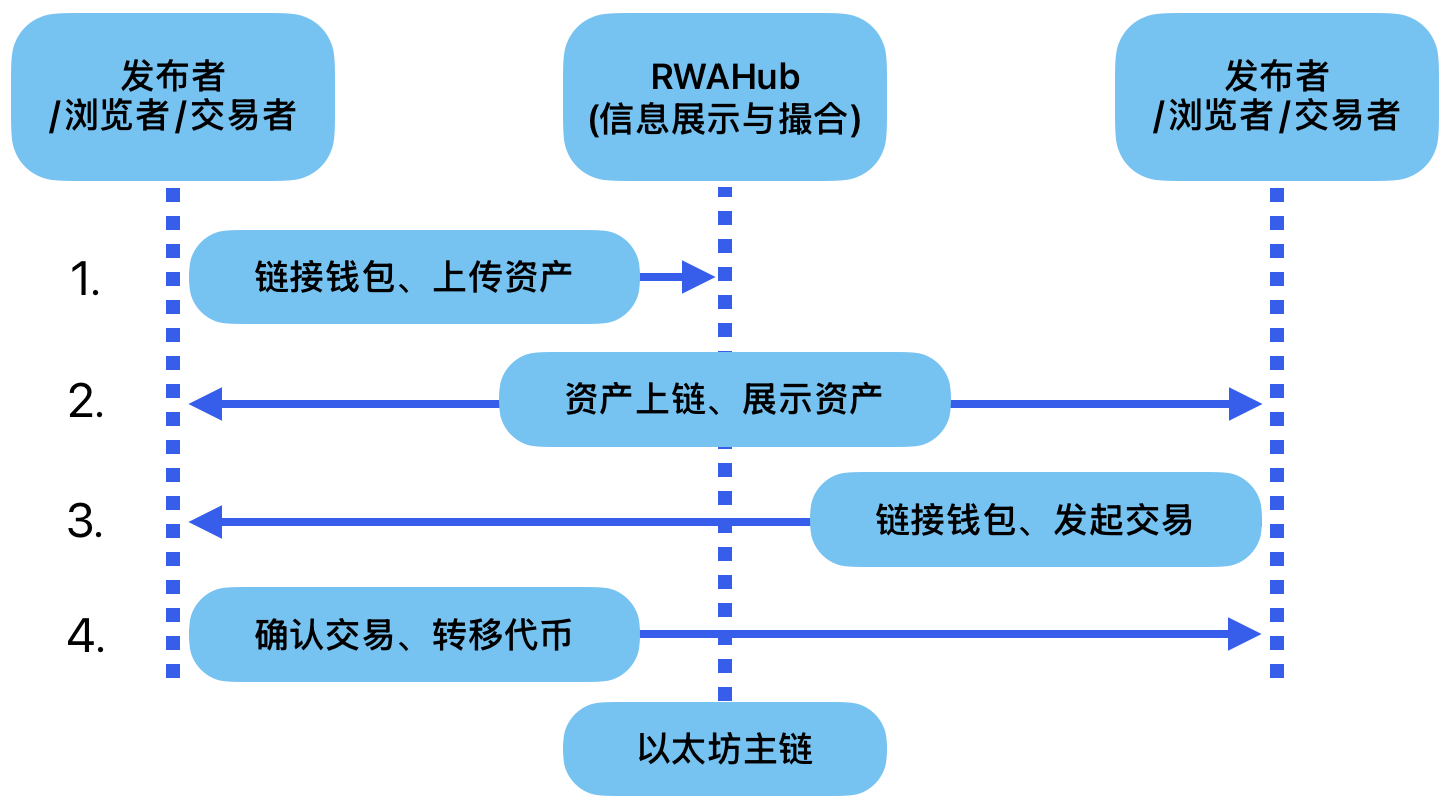 发布者
/浏览者/交易者
RWAHub
(信息展示与撮合)
发布者
/浏览者/交易者
1.
链接钱包、上传资产
2.
资产上链、展示资产
3.
链接钱包、发起交易
4.
确认交易、转移代币
以太坊主链